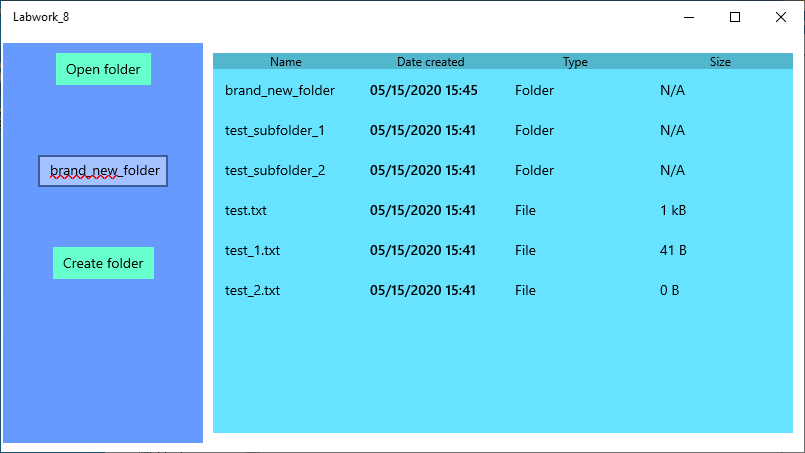 Labwork_8
Open folder
brand_new_folder
Create folder
Name Date created Type Size
brand_new_folder 05/15/2020 15:45 Folder N/A
test_subfolder_1 05/15/2020 15:41 Folder N/A
test_subfolder_2 05/15/2020 15:41 Folder N/A
test.txt 05/15/2020 15:41 File 1 kB
test_1.txt 05/15/2020 15:41 File 41 B
test_2.txt 05/15/2020 15:41 File 0 B